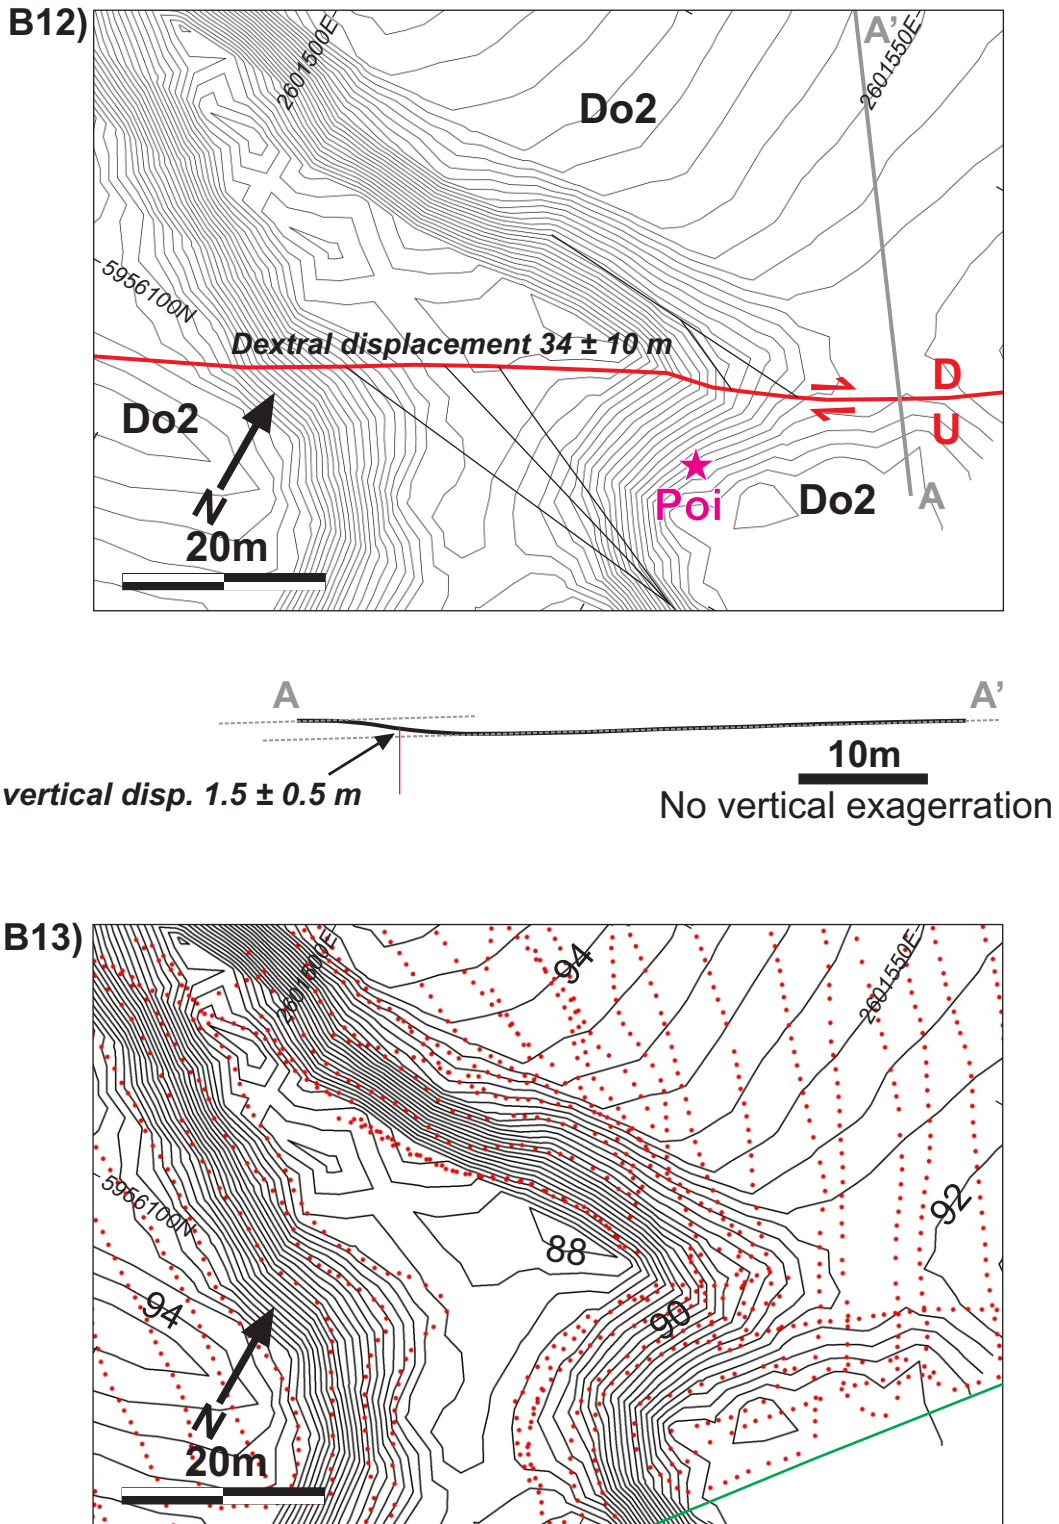 B12)
A'
2601500E
2601550E
Do2
5956100N
Dextral displacement 34 ± 10 m
D
U
Do2
N
20m
Poi
Do2
A
A
A'
10m
vertical disp. 1.5 ± 0.5 m
No vertical exagerration
B13)
2601500E
94
2601550E
5956100N
92
88
94
90
N
20m